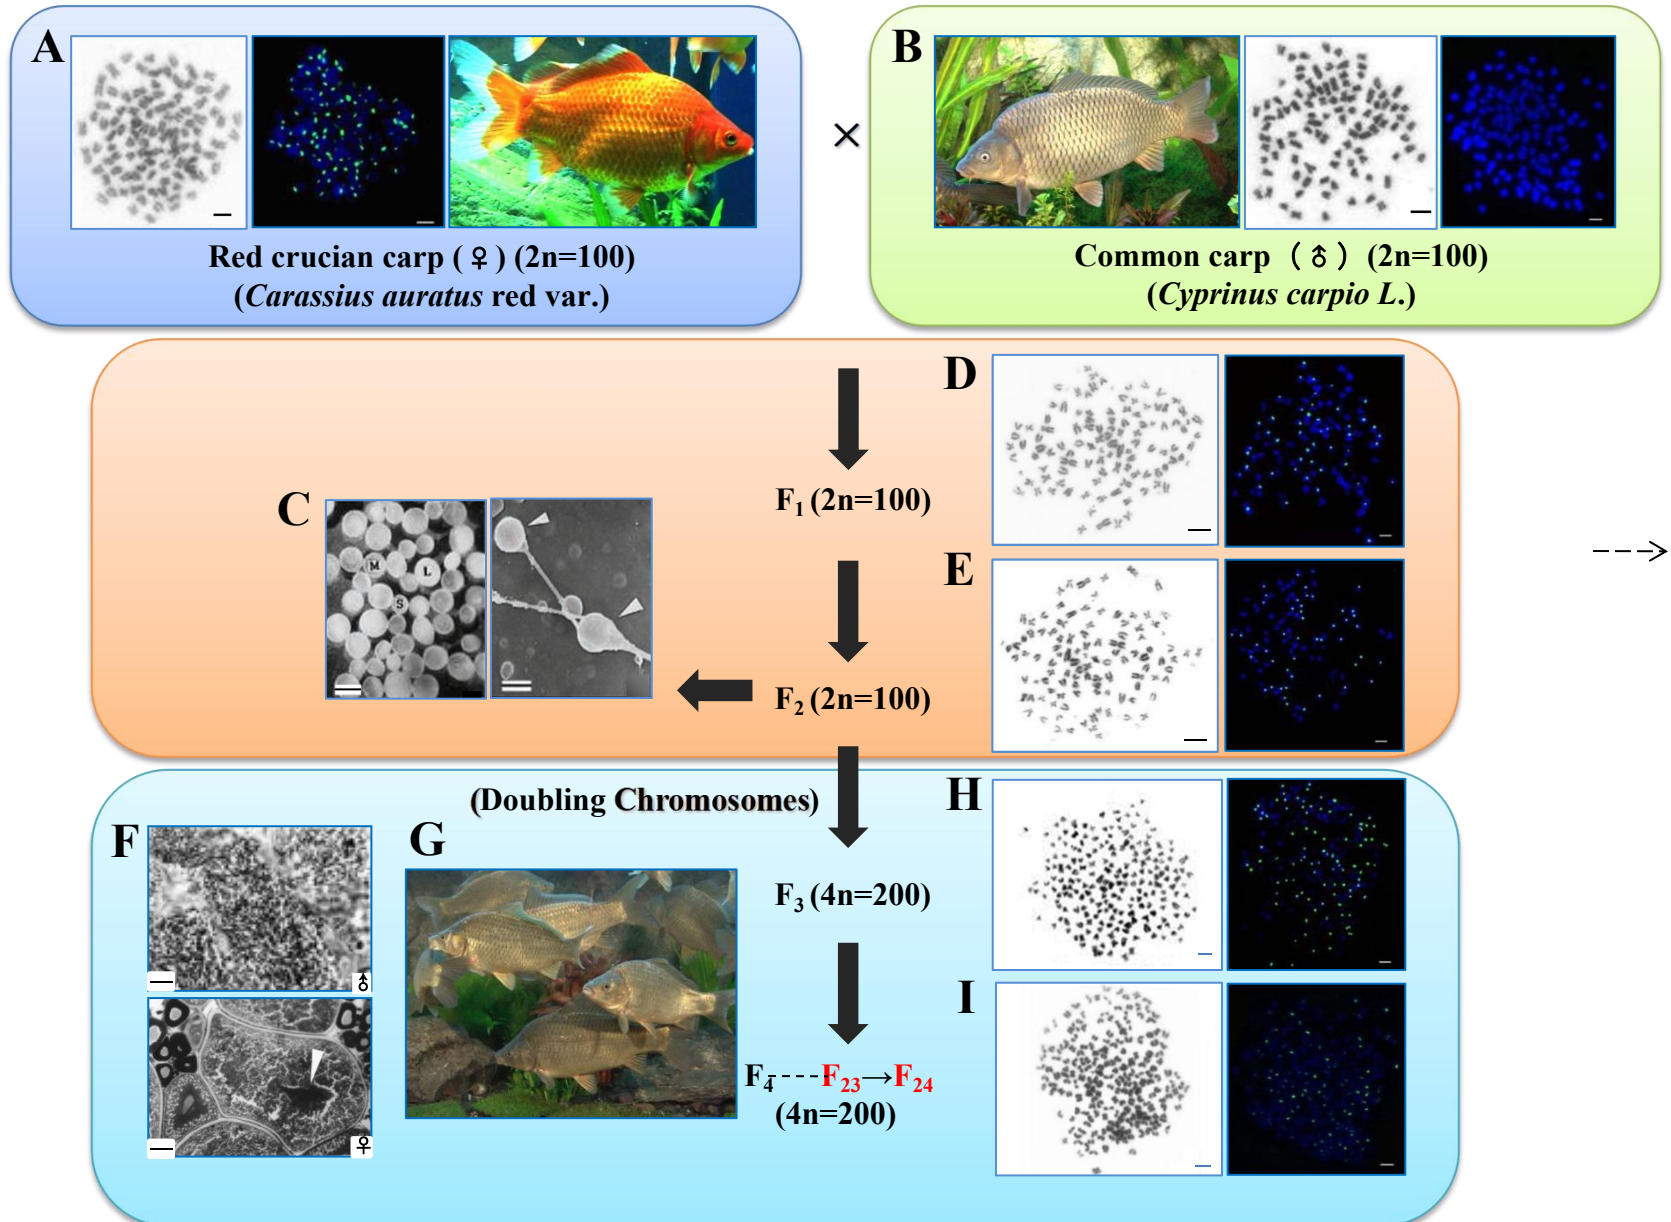 A
B
×
Red crucian carp (♀) (2n=100)
(Carassius auratus red var.)
Common carp (♂) (2n=100)
(Cyprinus carpio L.)
D
F1 (2n=100)
C
M
L
S
E
F2 (2n=100)
(Doubling Chromosomes)
H
F
G
F3 (4n=200)
♂
I
F4----F23→F24
(4n=200)
♀